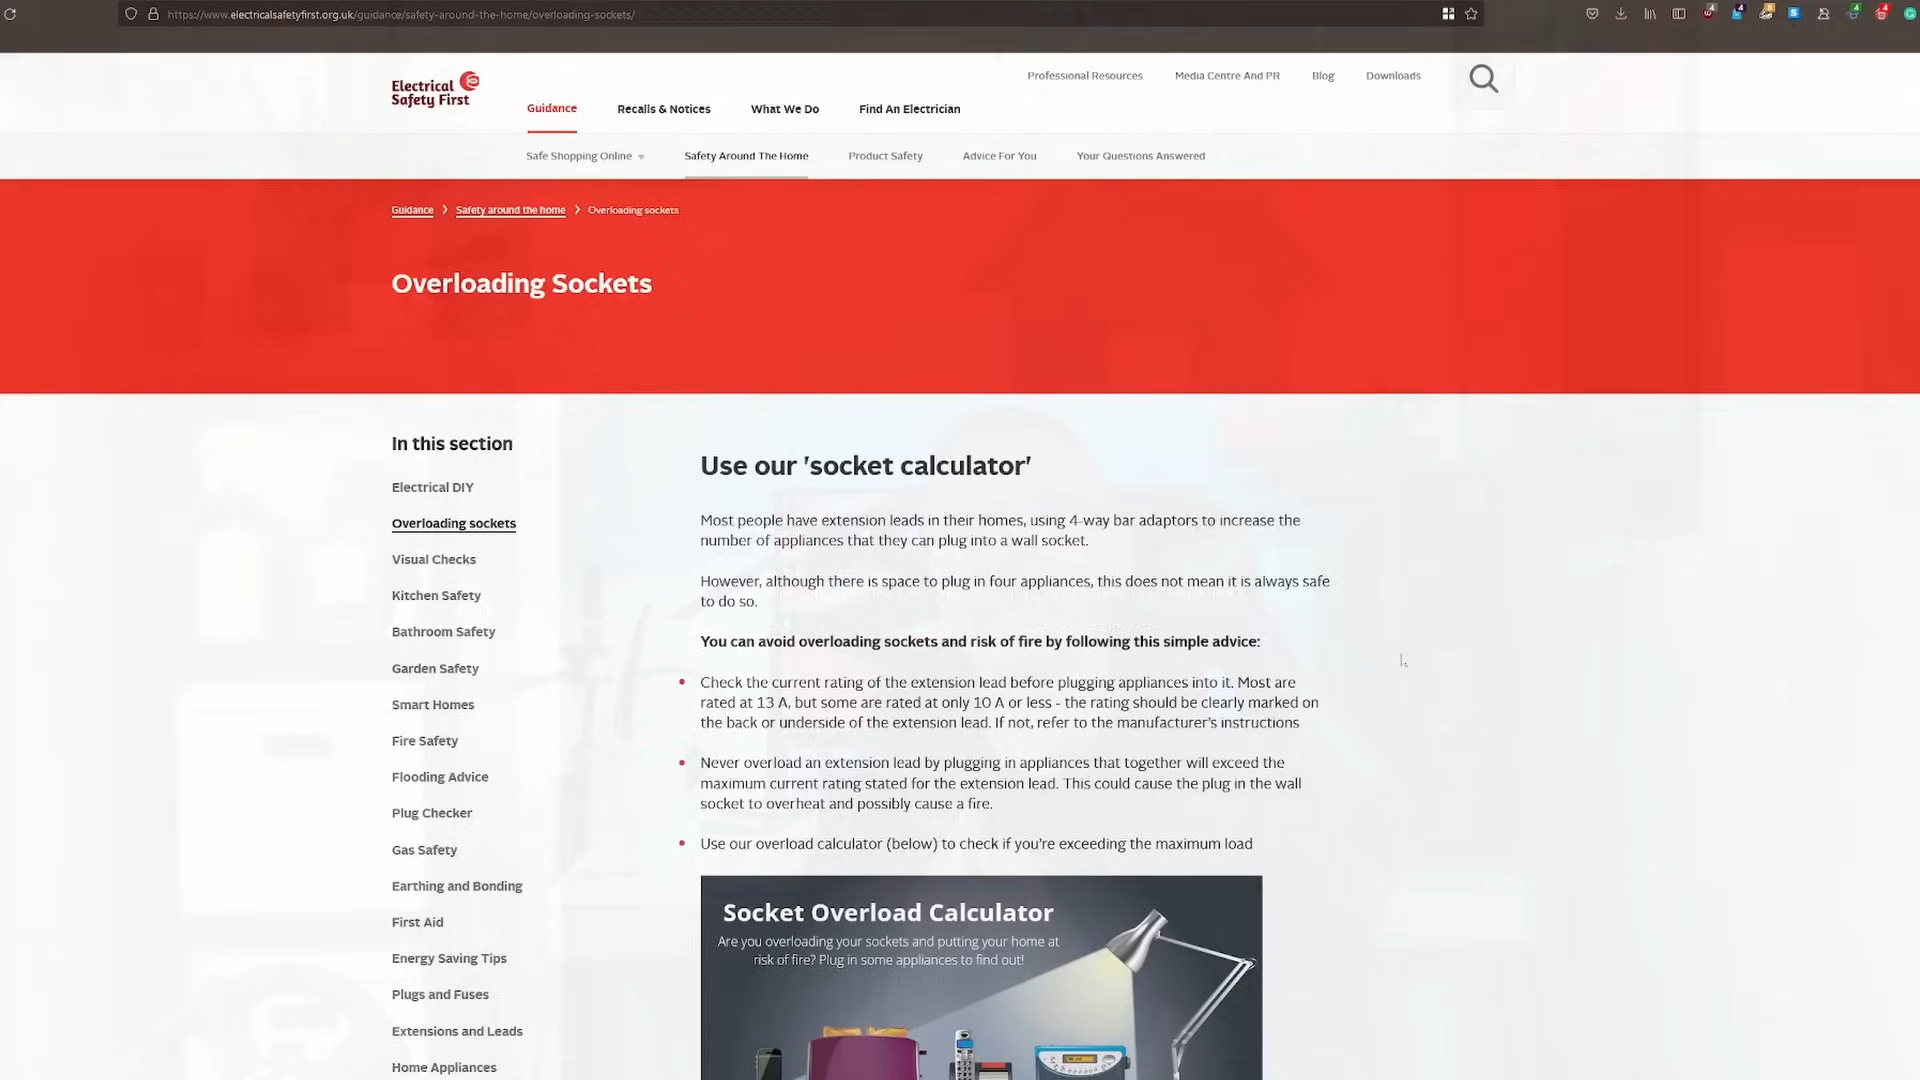 https://www.electricalsafetyfirst.org.uk/guidance/safety-around-the-home/overloading-sockets/
Electrical
Safety First
Professional Resources
Media Centre And PR
Blog
Downloads
Guidance
Recalls & Notices
What We Do
Find An Electrician
Safe Shopping Online
Safety Around The Home
Product Safety
Advice For You
Your Questions Answered
Guidance > Safety around the home > Overloading sockets
Overloading Sockets
In this section
Electrical DIY
Overloading sockets
Visual Checks
Kitchen Safety
Bathroom Safety
Garden Safety
Smart Homes
Fire Safety
Flooding Advice
Plug Checker
Gas Safety
Earthing and Bonding
First Aid
Energy Saving Tips
Plugs and Fuses
Extensions and Leads
Home Appliances
Use our 'socket calculator'
Most people have extension leads in their homes, using 4-way bar adaptors to increase the
number of appliances that they can plug into a wall socket.
However, although there is space to plug in four appliances, this does not mean it is always safe
to do so.
You can avoid overloading sockets and risk of fire by following this simple advice:
• Check the current rating of the extension lead before plugging appliances into it. Most are
rated at 13 A, but some are rated at only 10 A or less - the rating should be clearly marked on
the back or underside of the extension lead. If not, refer to the manufacturer's instructions
• Never overload an extension lead by plugging in appliances that together will exceed the
maximum current rating stated for the extension lead. This could cause the plug in the wall
socket to overheat and possibly cause a fire.
• Use our overload calculator (below) to check if you're exceeding the maximum load
Socket Overload Calculator
Are you overloading your sockets and putting your home at
risk of fire? Plug in some appliances to find out!